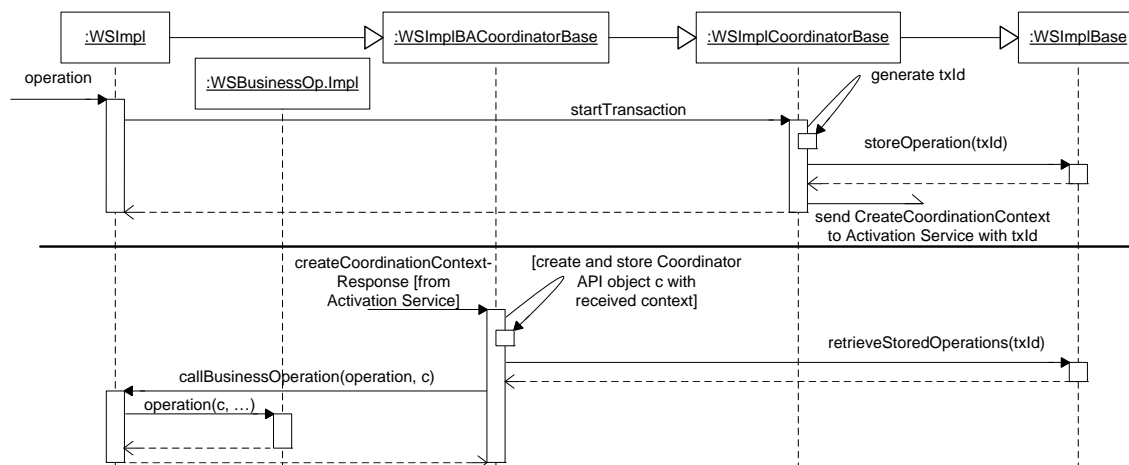 :WSImpl
:WSImplBACoordinatorBase
:WSImplCoordinatorBase
:WSImplBase
:WSBusinessOp.Impl
operation
generate txId
startTransaction
storeOperation(txId)
send CreateCoordinationContext
to Activation Service with txId
createCoordinationContext-
Response [from
Activation Service]
[create and store Coordinator
API object c with
received context]
retrieveStoredOperations(txId)
callBusinessOperation(operation, c)
operation(c, …)